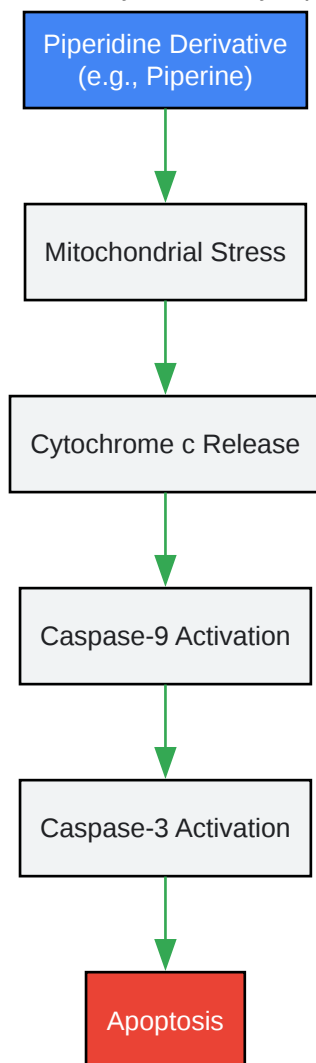 Piperidine Derivative
(e.g., Piperine)
Mitochondrial Stress
Cytochrome c Release
Caspase-9 Activation
Caspase-3 Activation
Apoptosis